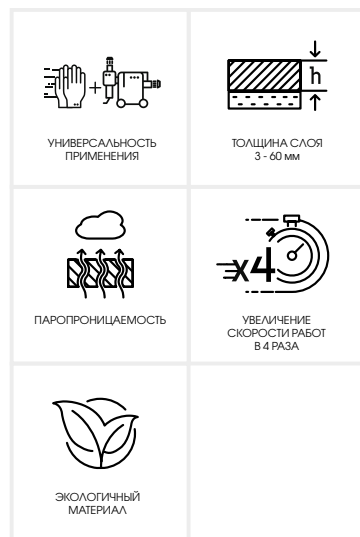 +
УНИВЕРСАЛЬНОСТЬ
ПРИМЕНЕНИЯ
h
ТОЛЩИНА СЛОЯ
3 - 60 мм
ПАРОПРОНИЦАЕМОСТЬ
x4
УВЕЛИЧЕНИЕ
СКОРОСТИ РАБОТ
В 4 РАЗА
ЭКОЛОГИЧНЫЙ
МАТЕРИАЛ